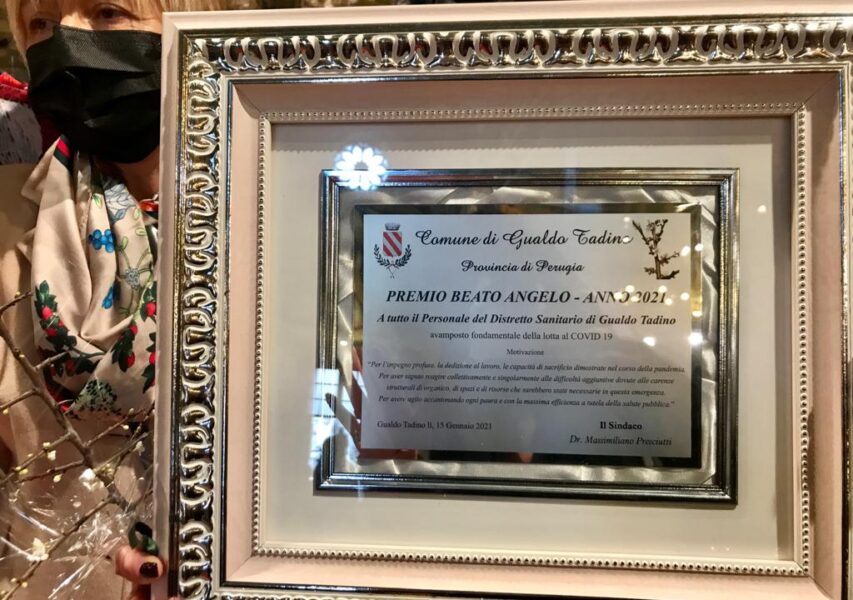 Comune di Gualdo Tadino
Provincia di Perugia
PREMIO BEATO ANGELO - ANNO 2021
A tutto il Personale del Distretto Sanitario di Gualdo Tadino
avamposto fondamentale della lotta al COVID 19
Motivazione
"Per l'impegno profuso, la dedizione al lavoro, le capacità di sacrificio dimostrate nel corso della pandemia.
Per aver saputo reagire collettivamente e singolarmente alle difficoltà aggiuntive dovute alle carenze
strutturali di organico, di spazi e di risorse che sarebbero state necessarie in questa emergenza.
Per avere agito accantonando ogni paura e con la massima efficienza a tutela della salute pubblica."
Gualdo Tadino lì, 15 Gennaio 2021
Il Sindaco
Dr. Massimiliano Presciutti